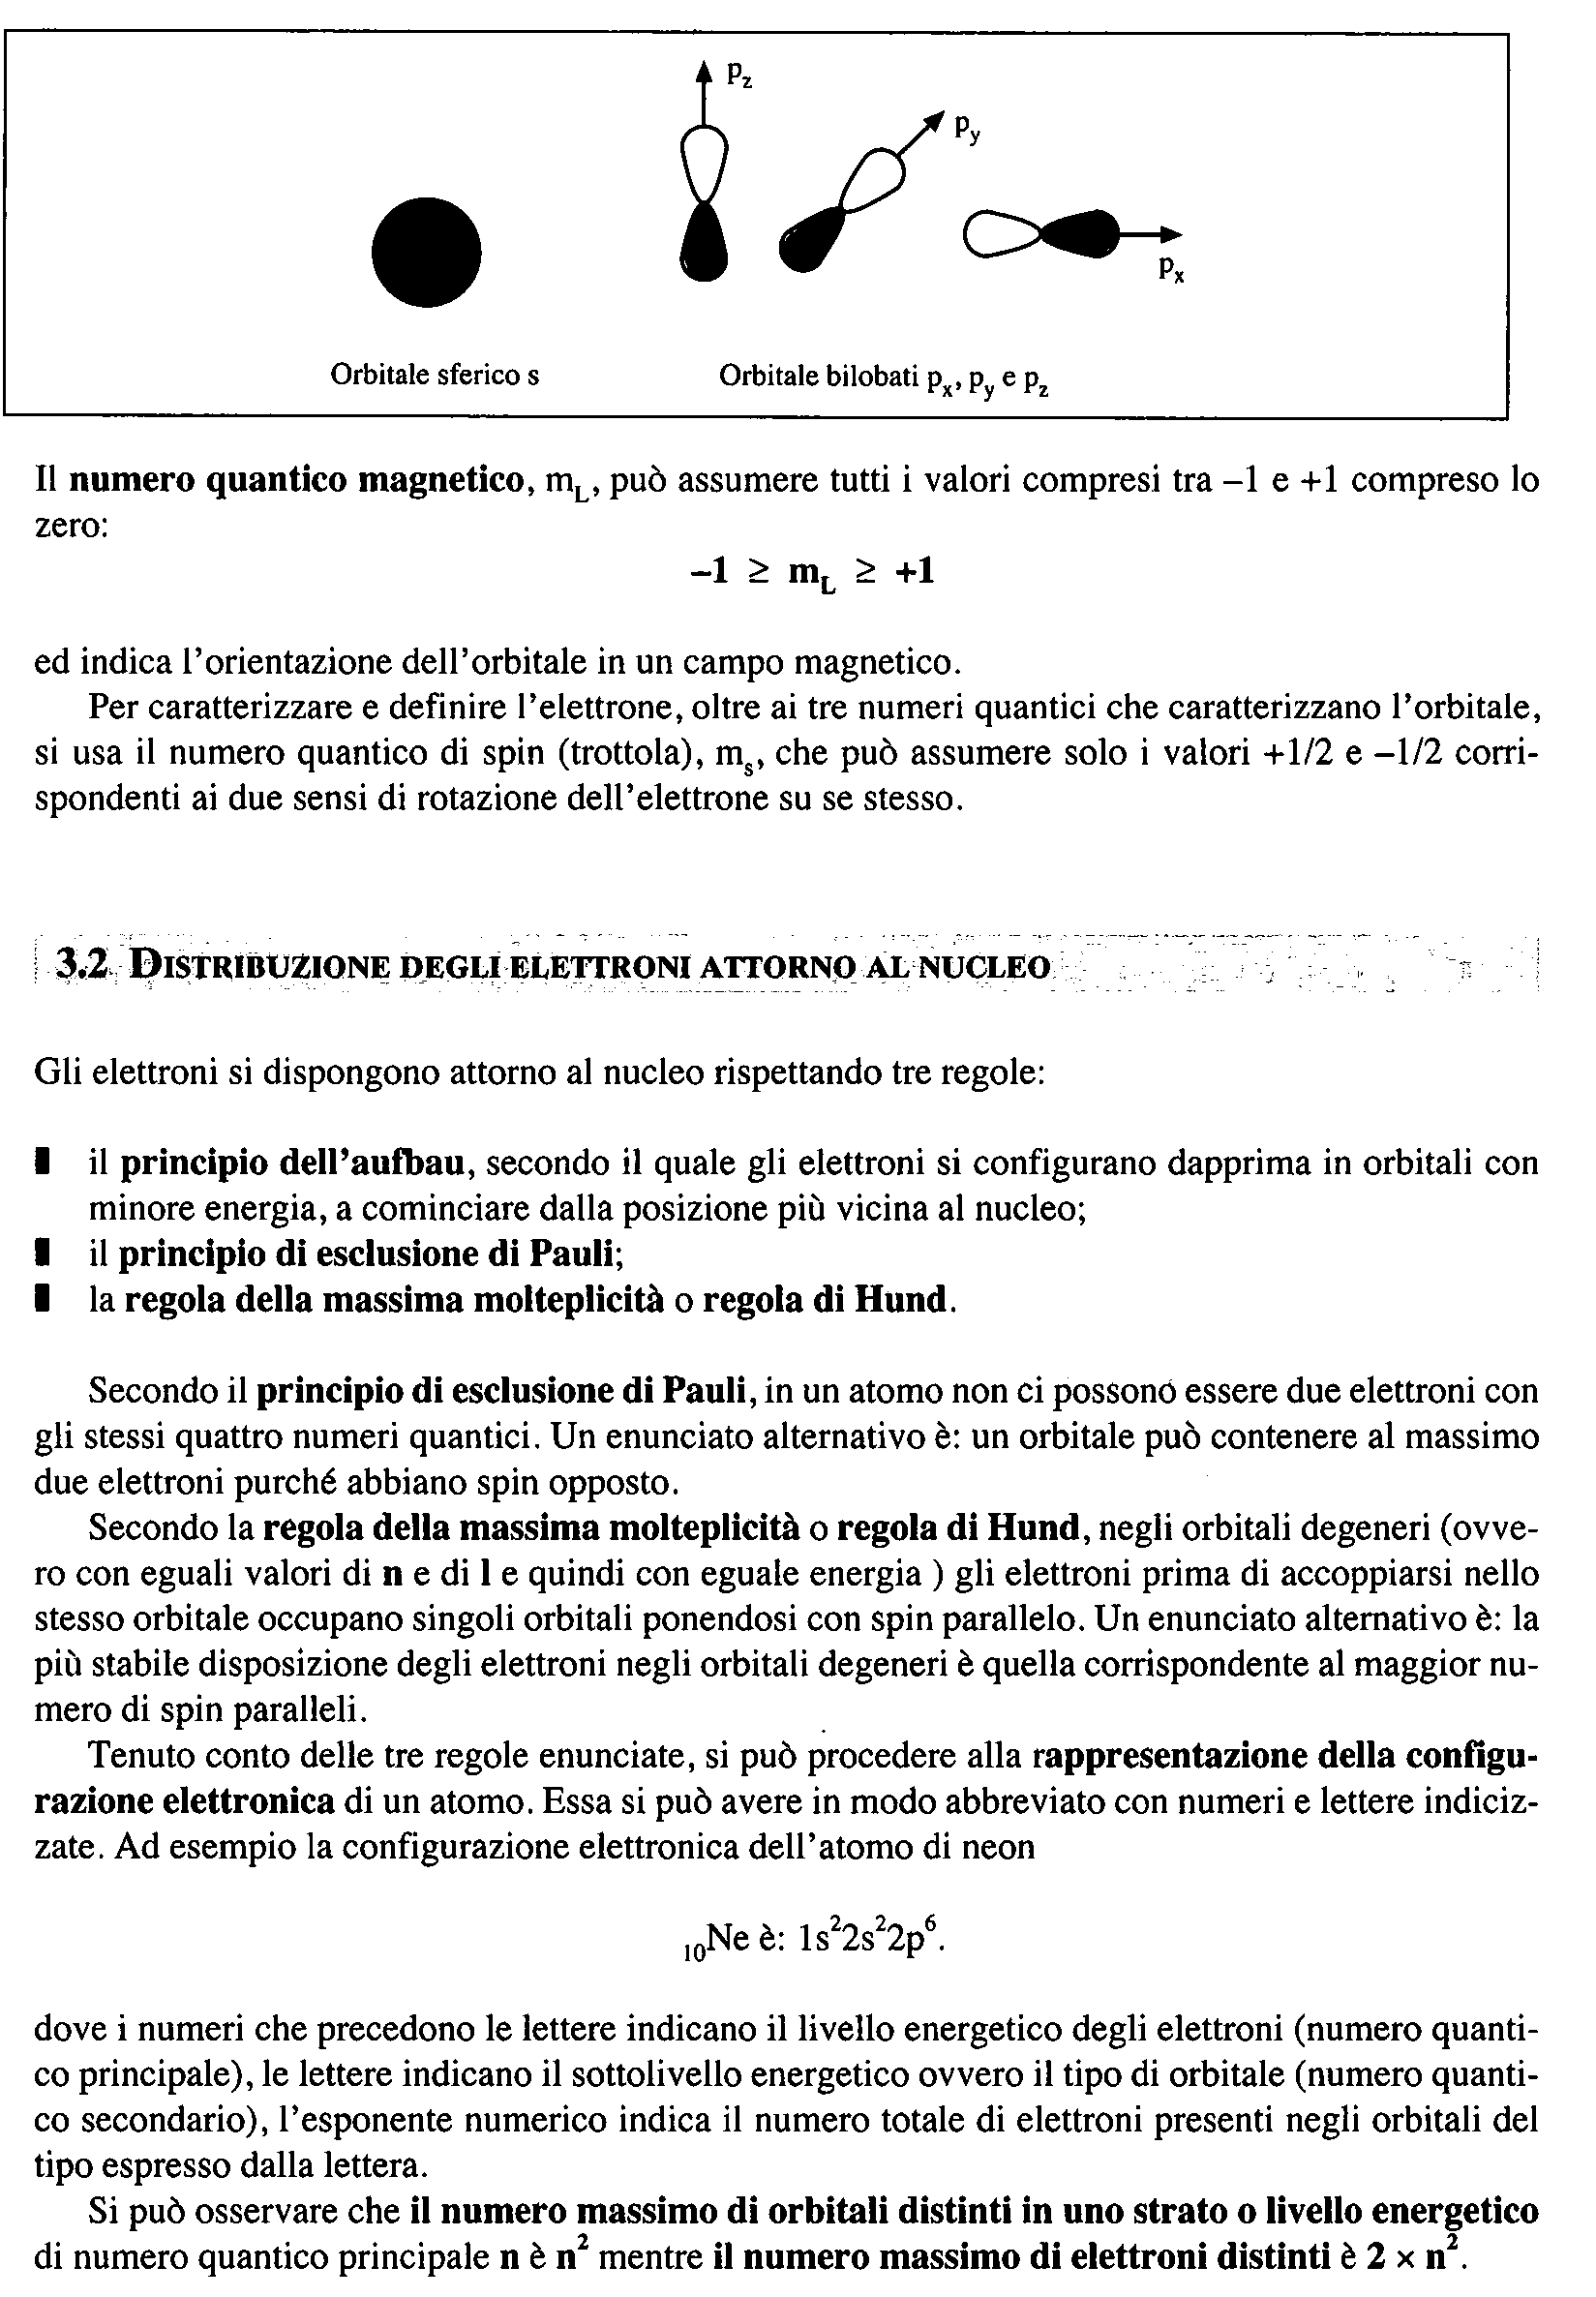 p_z
p_y
p_x
Orbitale sferico s
Orbitale bilobati p_x, p_y e p_z
Il numero quantico magnetico, m_L, può assumere tutti i valori compresi tra –1 e +1 compreso lo
zero:
–1 ≥ m_L ≥ +1
ed indica l'orientazione dell'orbitale in un campo magnetico.
Per caratterizzare e definire l'elettrone, oltre ai tre numeri quantici che caratterizzano l'orbitale,
si usa il numero quantico di spin (trottola), m_s, che può assumere solo i valori +1/2 e –1/2 corri-
spondenti ai due sensi di rotazione dell'elettrone su se stesso.
3.2 DISTRIBUZIONE DEGLI ELETTRONI ATTORNO AL NUCLEO
Gli elettroni si dispongono attorno al nucleo rispettando tre regole:
il principio dell'aufbau, secondo il quale gli elettroni si configurano dapprima in orbitali con
minore energia, a cominciare dalla posizione più vicina al nucleo;
il principio di esclusione di Pauli;
la regola della massima molteplicità o regola di Hund.
Secondo il principio di esclusione di Pauli, in un atomo non ci possono essere due elettroni con
gli stessi quattro numeri quantici. Un enunciato alternativo è: un orbitale può contenere al massimo
due elettroni purché abbiano spin opposto.
Secondo la regola della massima molteplicità o regola di Hund, negli orbitali degeneri (ovve-
ro con eguali valori di n e di l e quindi con eguale energia ) gli elettroni prima di accoppiarsi nello
stesso orbitale occupano singoli orbitali ponendosi con spin parallelo. Un enunciato alternativo è: la
più stabile disposizione degli elettroni negli orbitali degeneri è quella corrispondente al maggior nu-
mero di spin paralleli.
Tenuto conto delle tre regole enunciate, si può procedere alla rappresentazione della configu-
razione elettronica di un atomo. Essa si può avere in modo abbreviato con numeri e lettere indiciz-
zate. Ad esempio la configurazione elettronica dell'atomo di neon
₁₀Ne è: 1s²2s²2p⁶.
dove i numeri che precedono le lettere indicano il livello energetico degli elettroni (numero quanti-
co principale), le lettere indicano il sottolivello energetico ovvero il tipo di orbitale (numero quanti-
co secondario), l'esponente numerico indica il numero totale di elettroni presenti negli orbitali del
tipo espresso dalla lettera.
Si può osservare che il numero massimo di orbitali distinti in uno strato o livello energetico
di numero quantico principale n è n² mentre il numero massimo di elettroni distinti è 2 x n².